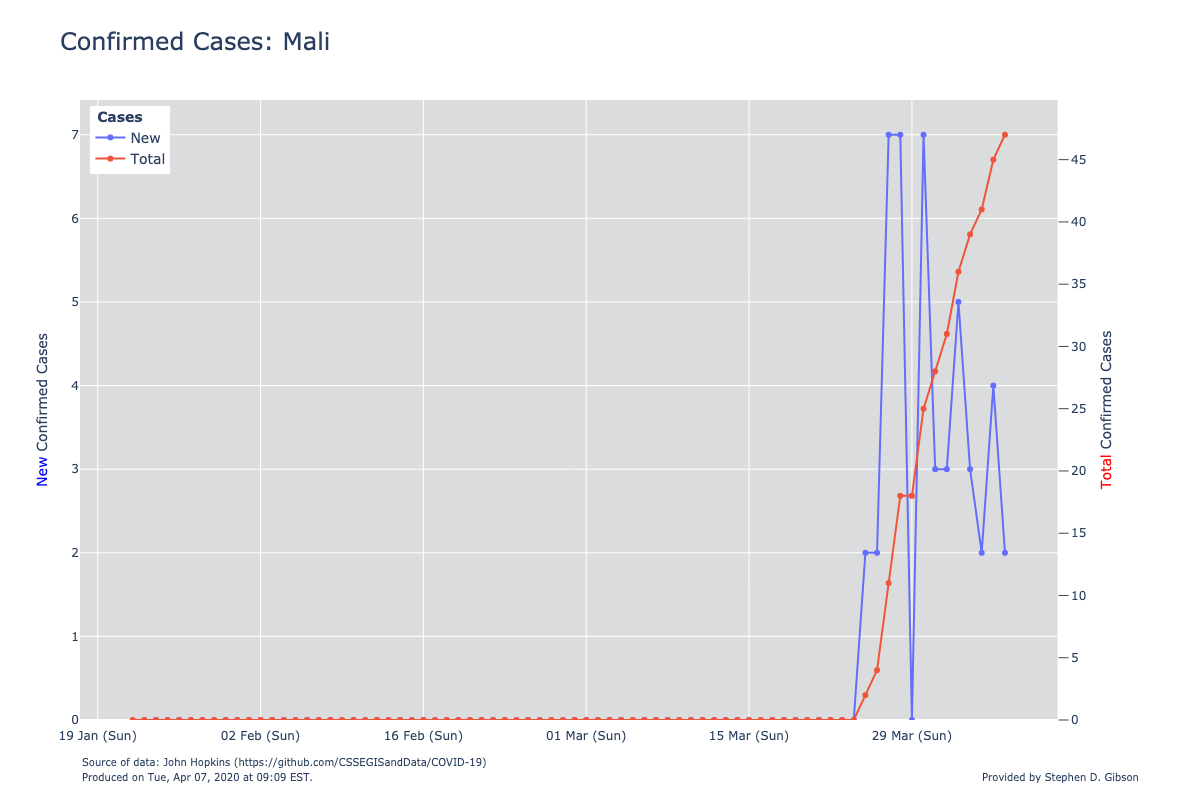 Confirmed Cases: Mali
Cases
New
Total
7
6
5
4
3
2
1
0
New Confirmed Cases
45
40
35
30
25
20
15
10
5
0
Total Confirmed Cases
19 Jan (Sun)
02 Feb (Sun)
16 Feb (Sun)
01 Mar (Sun)
15 Mar (Sun)
29 Mar (Sun)
Source of data: John Hopkins (https://github.com/CSSEGISandData/COVID-19)
Produced on Tue, Apr 07, 2020 at 09:09 EST.
Provided by Stephen D. Gibson